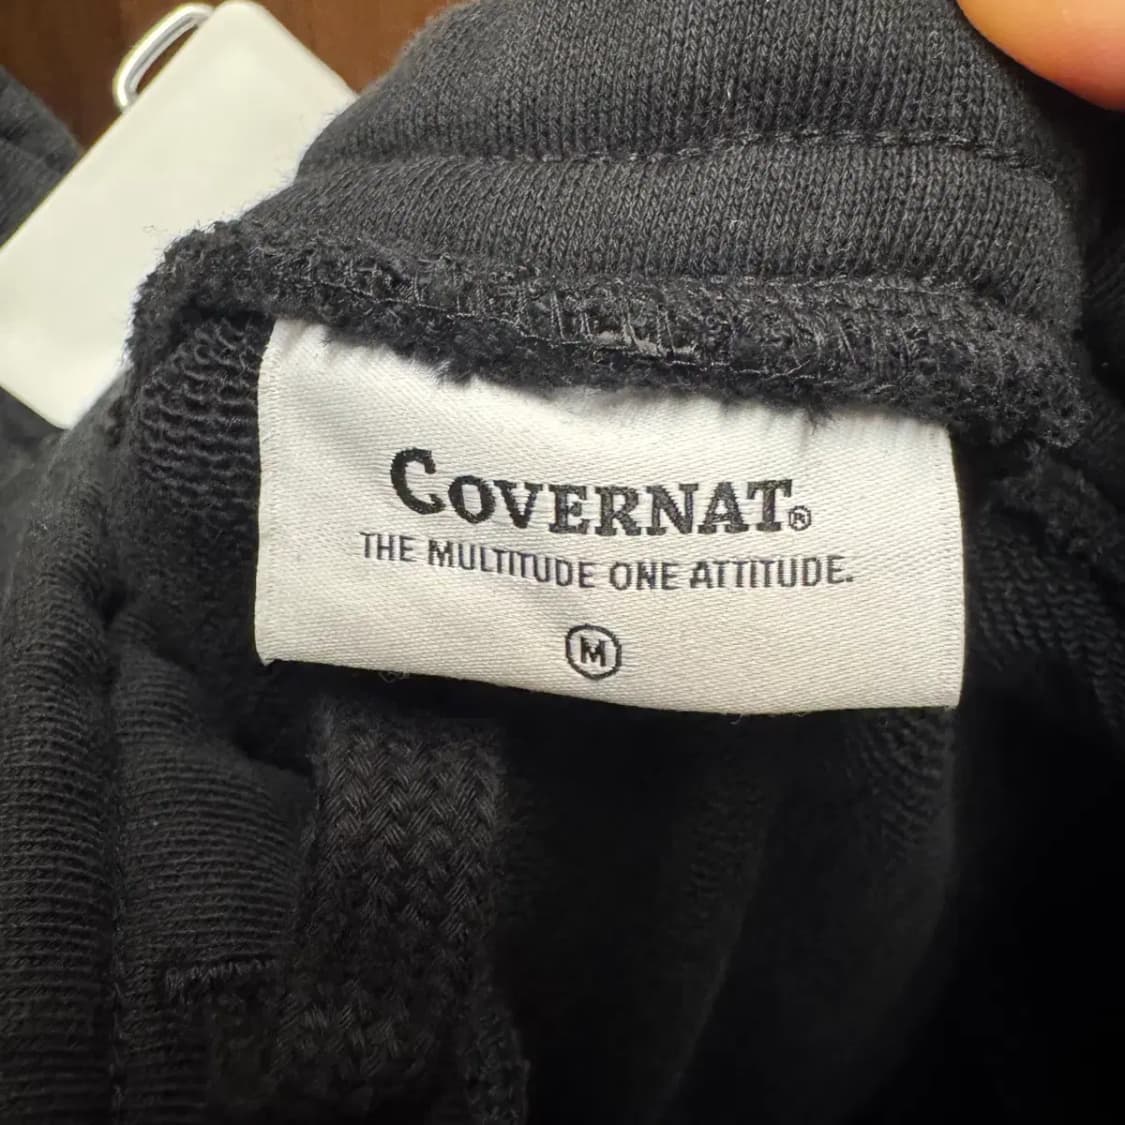 COVERNAT®
THE MULTITUDE ONE ATTITUDE.
M